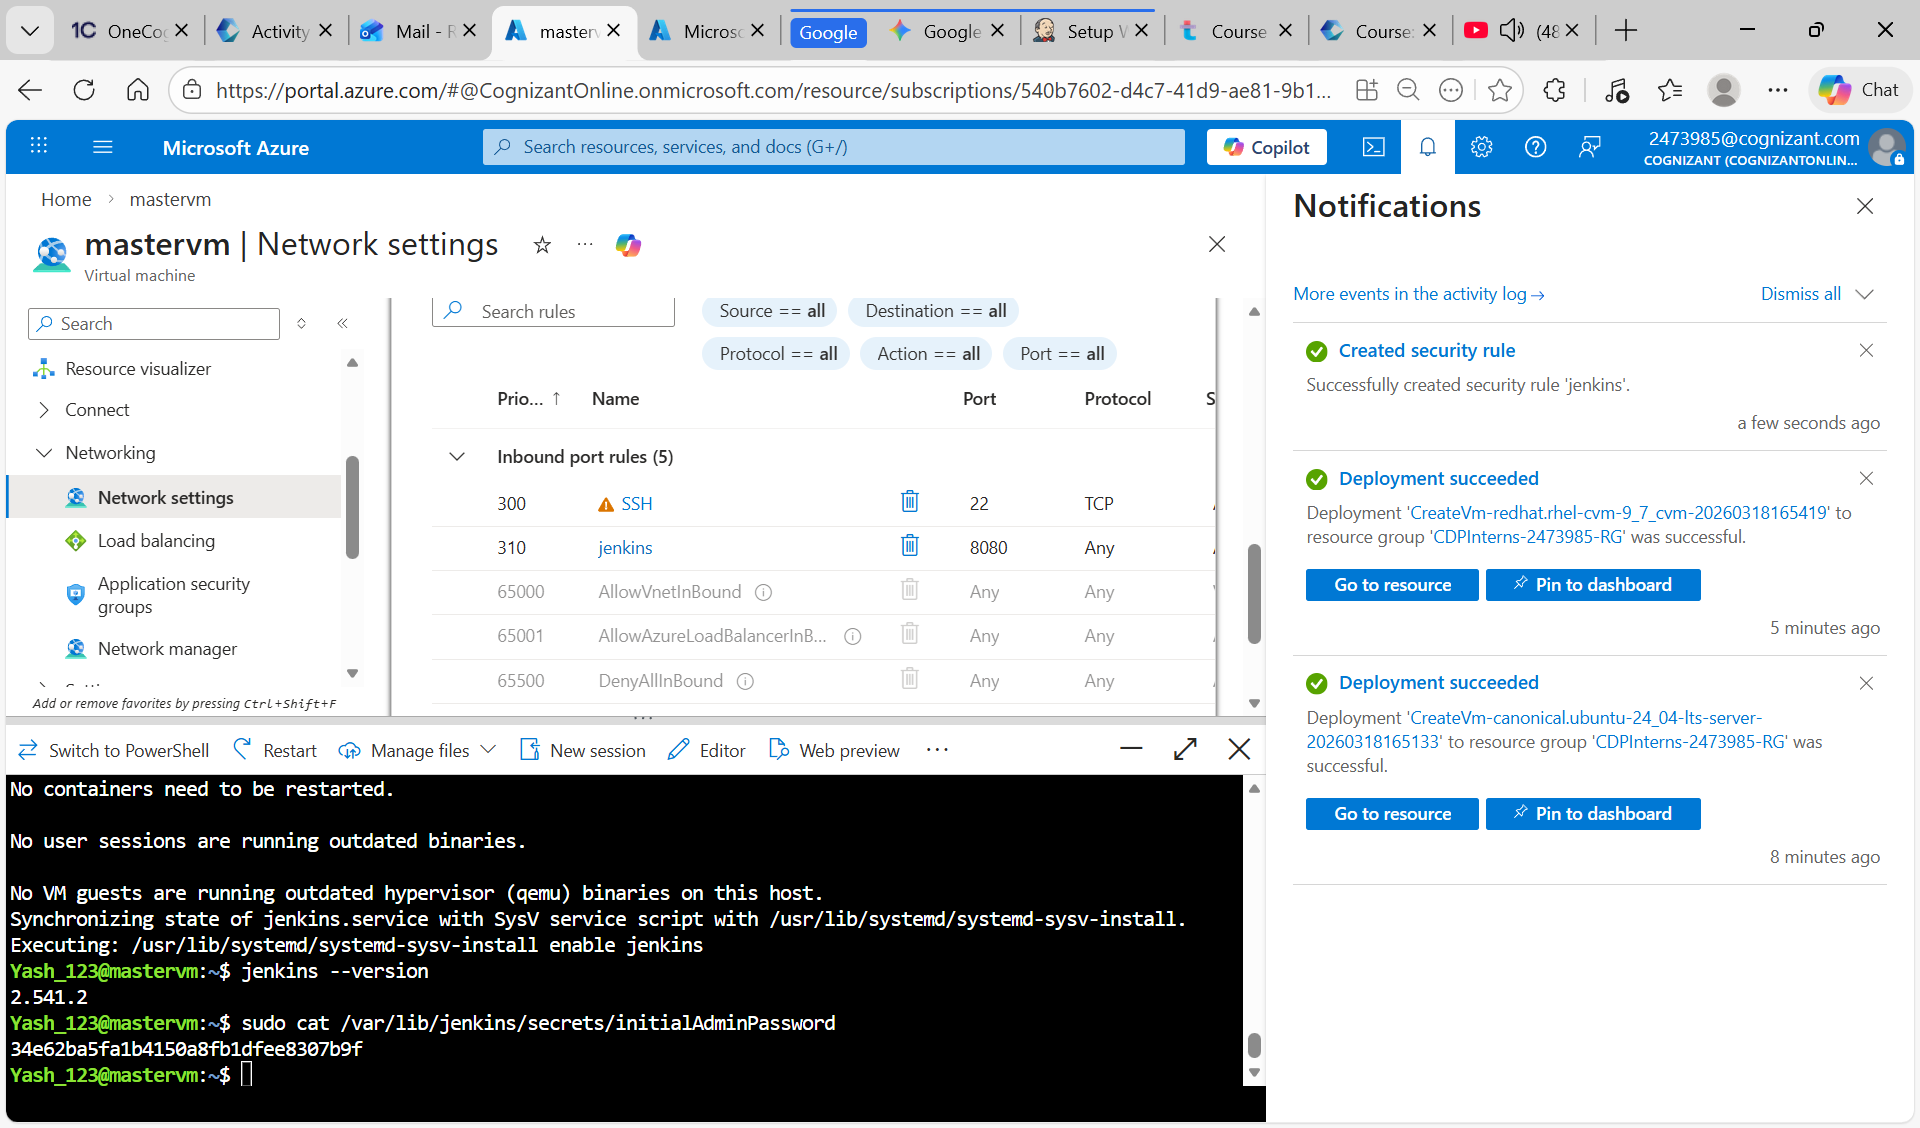 OneCog
Activity
Mail - R
masterv
Microso
Google
Google
Setup W
Course
Course:
(48
https://portal.azure.com/#@CognizantOnline.onmicrosoft.com/resource/subscriptions/540b7602-d4c7-41d9-ae81-9b1...
Chat
Microsoft Azure
Search resources, services, and docs (G+/)
Copilot
2473985@cognizant.com
COGNIZANT (COGNIZANTONLIN...
Home > mastervm
mastervm | Network settings
Virtual machine
Search
Resource visualizer
Connect
Networking
Network settings
Load balancing
Application security
groups
Network manager
Add or remove favorites by pressing Ctrl+Shift+F
Search rules
Source == all
Destination == all
Protocol == all
Action == all
Port == all
Prio... ↑ Name Port Protocol S
Inbound port rules (5)
300 SSH 22 TCP
310 jenkins 8080 Any
65000 AllowVnetInBound Any Any
65001 AllowAzureLoadBalancerInB... Any Any
65500 DenyAllInBound Any Any
Notifications
More events in the activity log →
Dismiss all
Created security rule
Successfully created security rule 'jenkins'.
a few seconds ago
Deployment succeeded
Deployment 'CreateVm-redhat.rhel-cvm-9_7_cvm-20260318165419' to
resource group 'CDPInterns-2473985-RG' was successful.
Go to resource
Pin to dashboard
5 minutes ago
Deployment succeeded
Deployment 'CreateVm-canonical.ubuntu-24_04-lts-server-
20260318165133' to resource group 'CDPInterns-2473985-RG' was
successful.
Go to resource
Pin to dashboard
8 minutes ago
Switch to PowerShell
Restart
Manage files
New session
Editor
Web preview
No containers need to be restarted.
No user sessions are running outdated binaries.
No VM guests are running outdated hypervisor (qemu) binaries on this host.
Synchronizing state of jenkins.service with SysV service script with /usr/lib/systemd/systemd-sysv-install.
Executing: /usr/lib/systemd/systemd-sysv-install enable jenkins
Yash_123@mastervm:~$ jenkins --version
2.541.2
Yash_123@mastervm:~$ sudo cat /var/lib/jenkins/secrets/initialAdminPassword
34e62ba5fa1b4150a8fb1dfee8307b9f
Yash_123@mastervm:~$